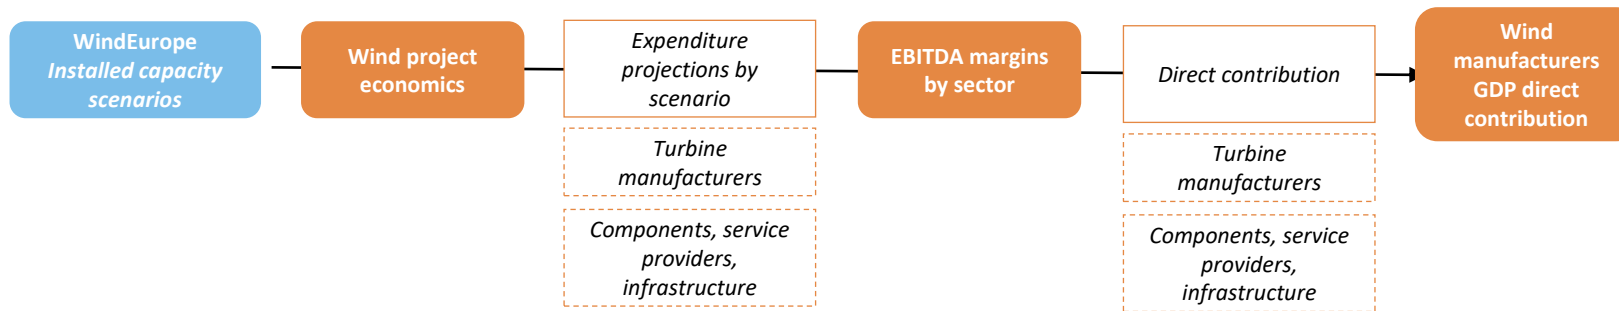 WindEurope
Installed capacity
scenarios
Wind project
economics
Expenditure
projections by
scenario
Turbine
manufacturers
Components, service
providers,
infrastructure
EBITDA margins
by sector
Direct contribution
Turbine
manufacturers
Components, service
providers,
infrastructure
Wind
manufacturers
GDP direct
contribution